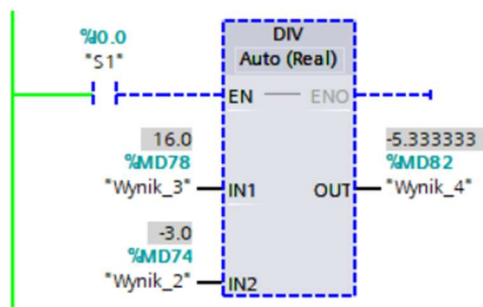 %I0.0
"S1"
DIV
Auto (Real)
EN
ENO
16.0
%MD78
"Wynik_3"
IN1
-5.333333
%MD82
OUT
"Wynik_4"
-3.0
%MD74
"Wynik_2"
IN2